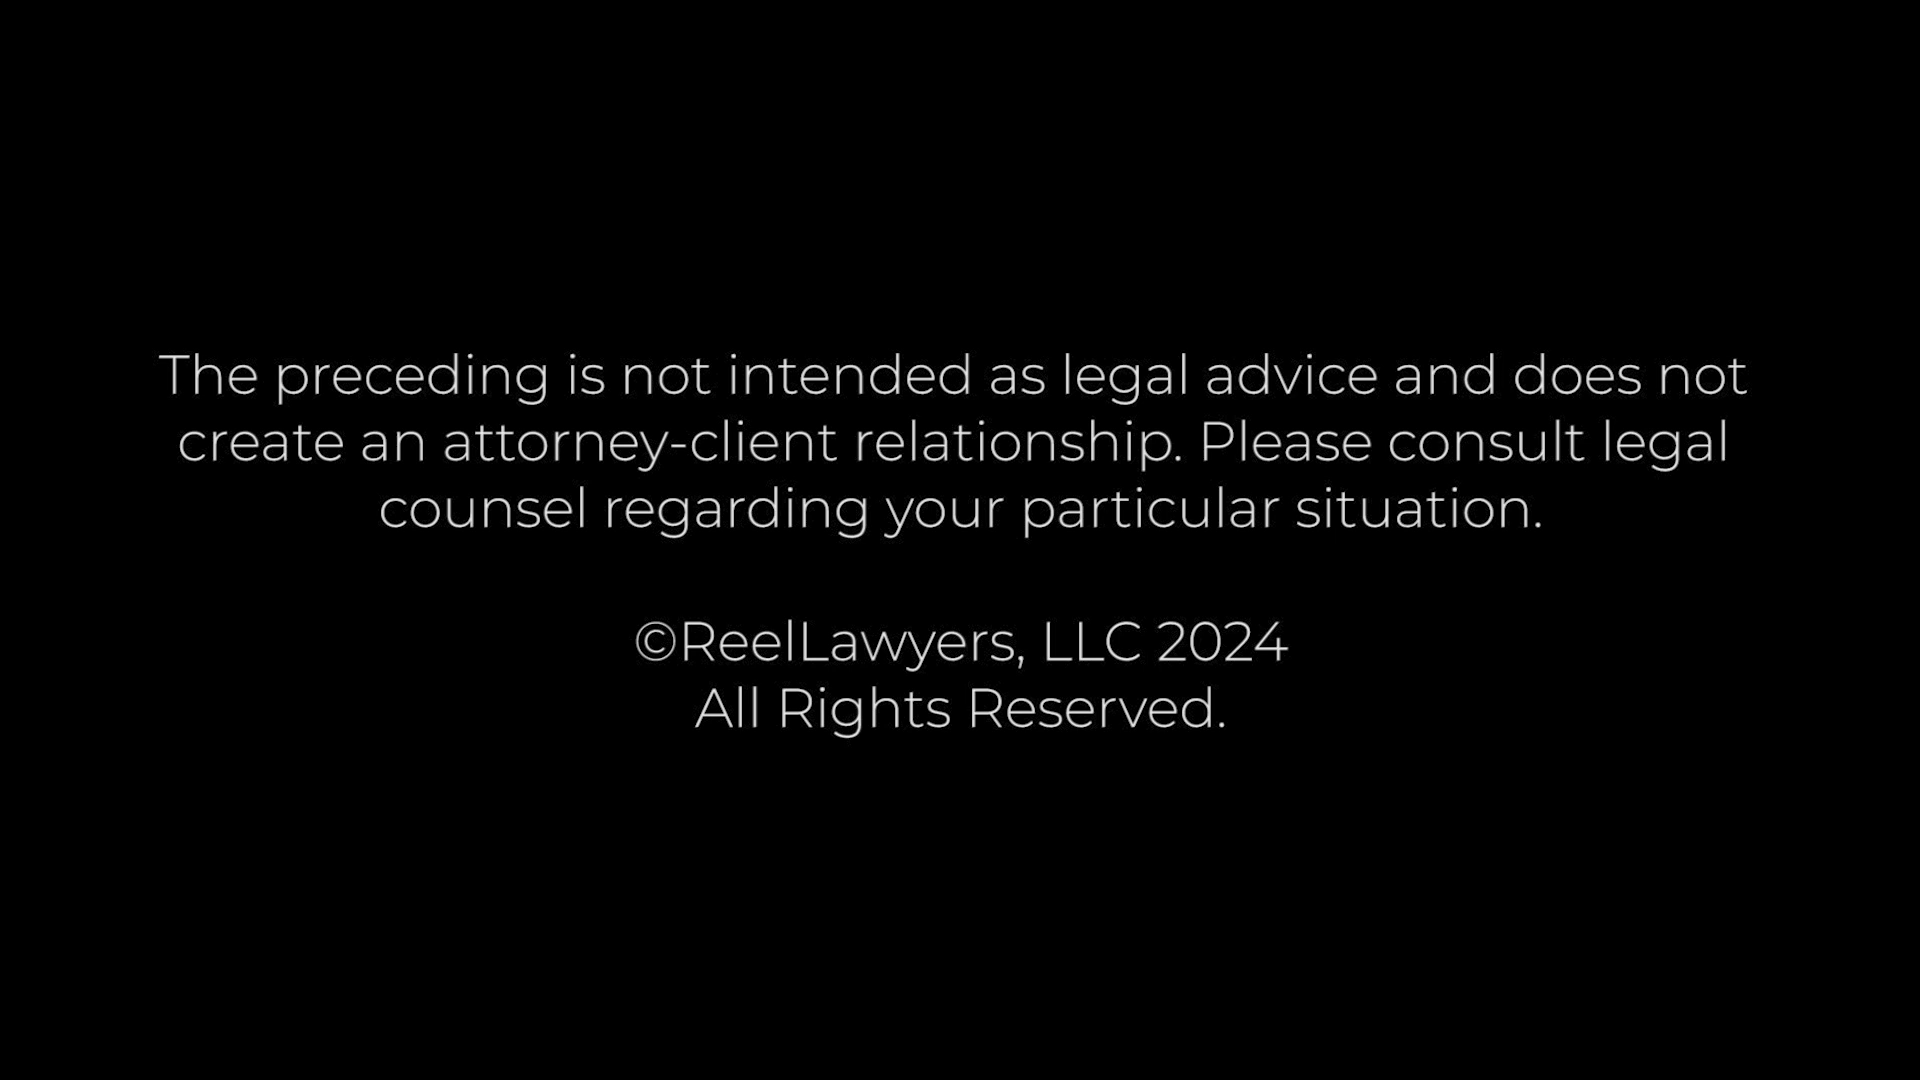 The preceding is not intended as legal advice and does not
create an attorney-client relationship. Please consult legal
counsel regarding your particular situation.
©ReelLawyers, LLC 2024
All Rights Reserved.